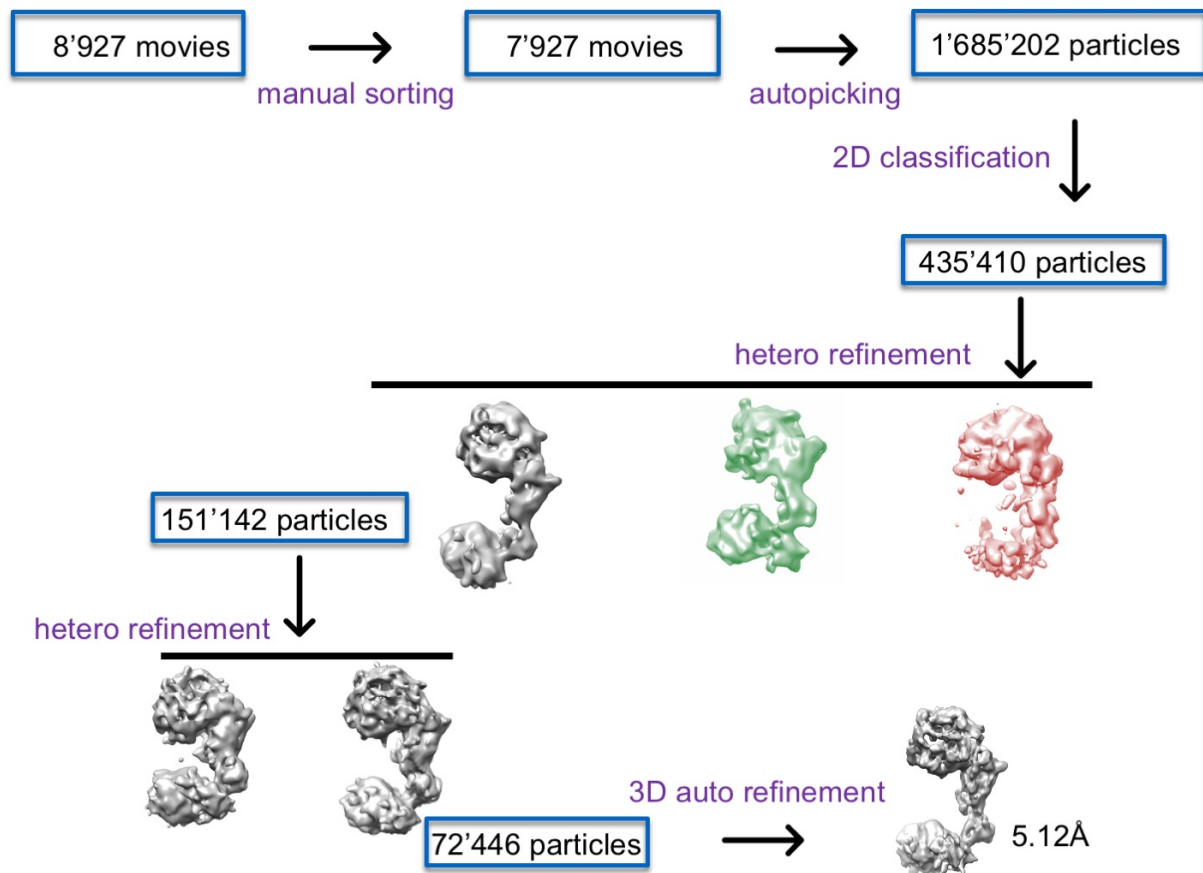 8’927 movies
manual sorting
7’927 movies
autopicking
1’685’202 particles
2D classification
435’410 particles
hetero refinement
151’142 particles
hetero refinement
72’446 particles
3D auto refinement
5.12Å